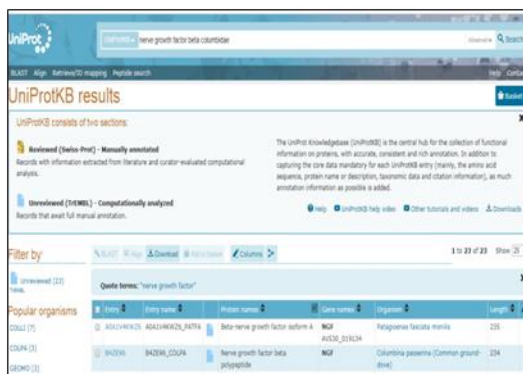 UniProt
UniProtKB
nerve growth factor beta columbidae
Advanced
Search
BLAST Align Retrieve/ID mapping Peptide search
Help Contact
UniProtKB results
Basket
UniProtKB consists of two sections:
Reviewed (Swiss-Prot) - Manually annotated
Records with information extracted from literature and curator-evaluated computational
analysis.
Unreviewed (TrEMBL) - Computationally analyzed
Records that await full manual annotation.
The UniProt Knowledgebase (UniProtKB) is the central hub for the collection of functional
information on proteins, with accurate, consistent and rich annotation. In addition to
capturing the core data mandatory for each UniProtKB entry (mainly, the amino acid
sequence, protein name or description, taxonomic data and citation information), as much
annotation information as possible is added.
Help UniProtKB help video Other tutorials and videos Downloads
Filter by
BLAST Align Download Add to basket Columns
1 to 23 of 23 Show 25
Unreviewed (23)
TrEMBL
Quote terms: "nerve growth factor"
Popular organisms
COLLI (7)
COLPA (3)
GEOMO (3)
Entry Entry name Protein names Gene names Organism Length
Beta-nerve growth factor isoform A NGF Patagioenas fasciata monilis 235
B4ZEW6 B4ZEW6_COLPA Nerve growth factor beta polypeptide NGF Columbina passerina (Common ground-dove) 234